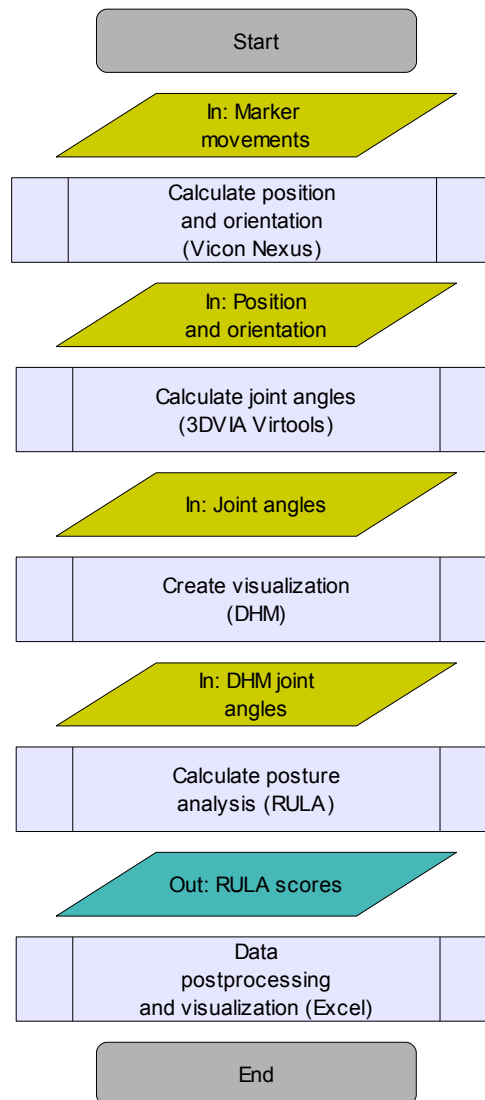 Start
In: Marker
movements
Calculate position
and orientation
(Vicon Nexus)
In: Position
and orientation
Calculate joint angles
(3DVIA Virtools)
In: Joint angles
Create visualization
(DHM)
In: DHM joint
angles
Calculate posture
analysis (RULA)
Out: RULA scores
Data
postprocessing
and visualization (Excel)
End